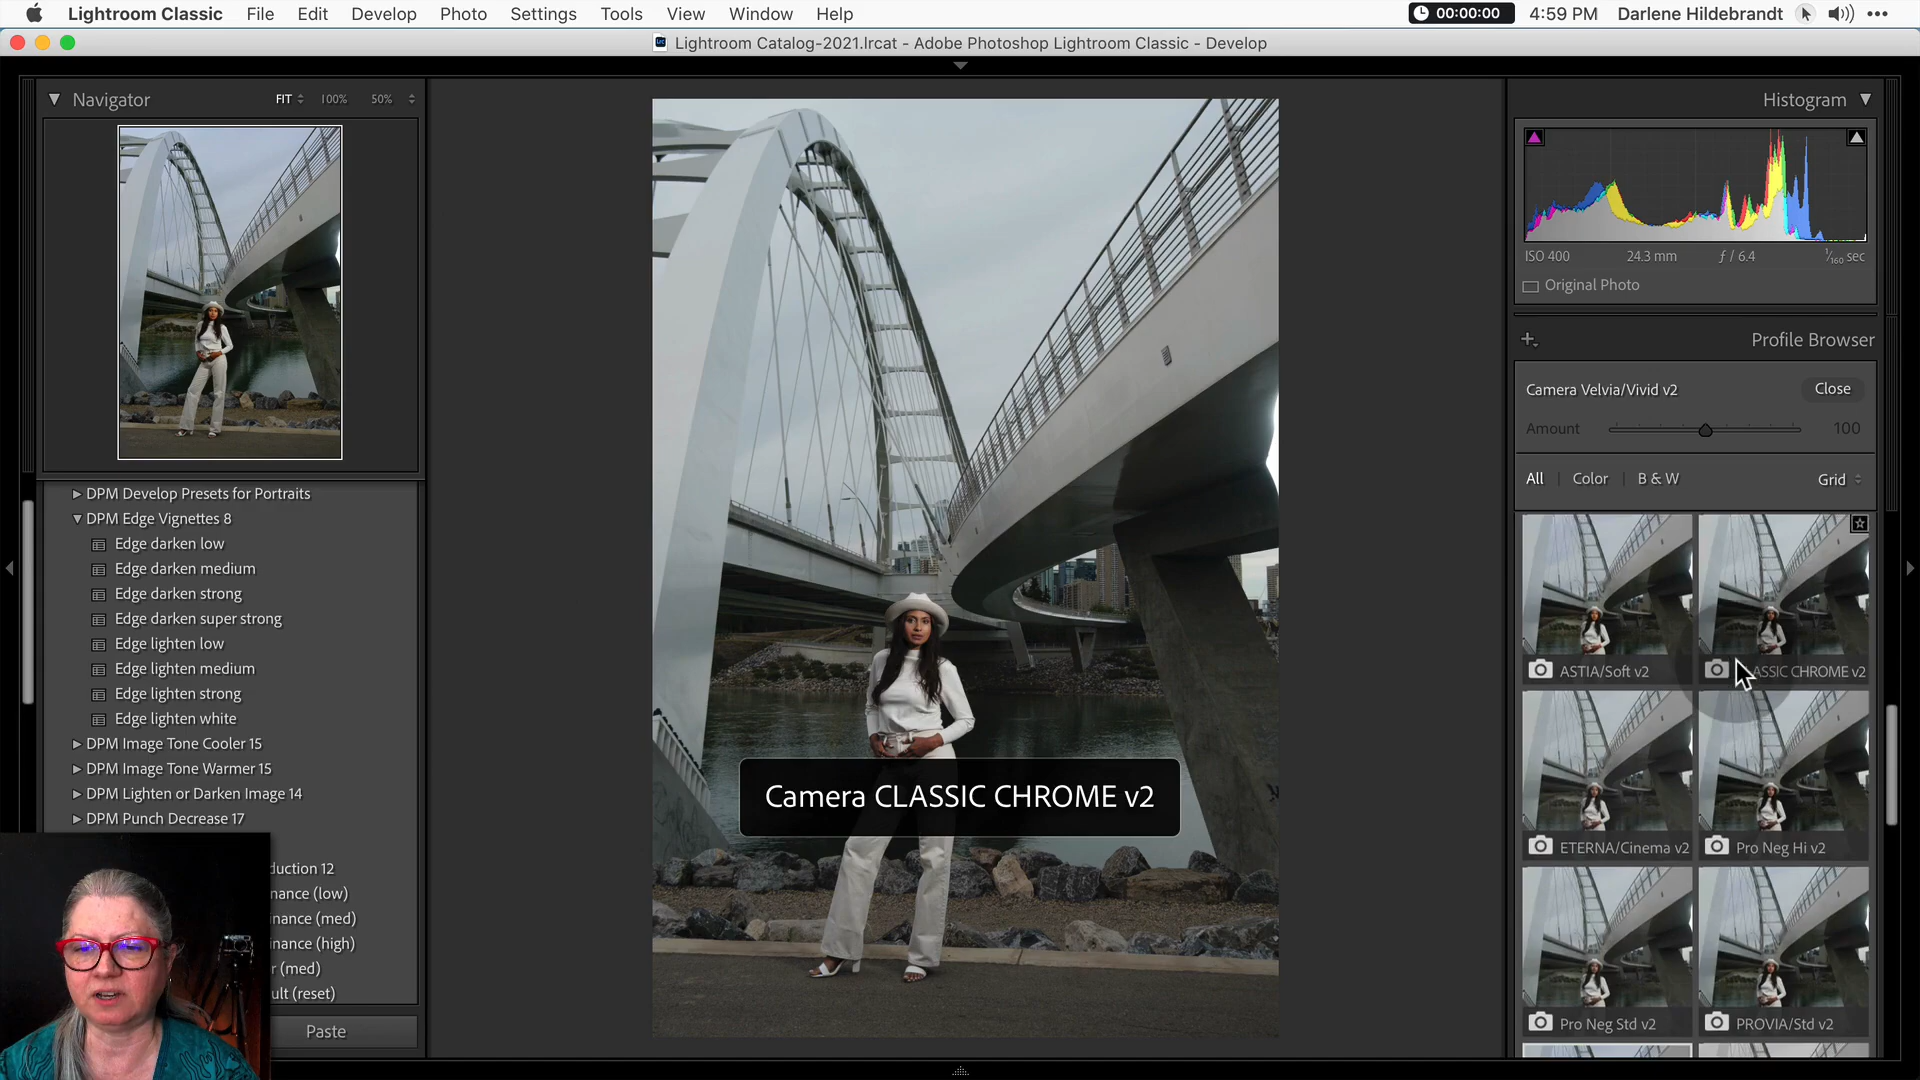 Lightroom Classic File Edit Develop Photo Settings Tools View Window Help 00:00:00 4:59 PM Darlene Hildebrandt
Lightroom Catalog-2021.lrcat - Adobe Photoshop Lightroom Classic - Develop
Navigator FIT 100% 50%
DPM Develop Presets for Portraits
DPM Edge Vignettes 8
Edge darken low
Edge darken medium
Edge darken strong
Edge darken super strong
Edge lighten low
Edge lighten medium
Edge lighten strong
Edge lighten white
DPM Image Tone Cooler 15
DPM Image Tone Warmer 15
DPM Lighten or Darken Image 14
DPM Punch Decrease 17
duction 12
inance (low)
inance (med)
inance (high)
r (med)
ult (reset)
Paste
Camera CLASSIC CHROME v2
Histogram
ISO 400 24.3 mm ƒ / 6.4 1/160 sec
Original Photo
Profile Browser
Camera Velvia/Vivid v2 Close
Amount 100
All Color B & W Grid
ASTIA/Soft v2 ASSIC CHROME v2
ETERNA/Cinema v2 Pro Neg Hi v2
Pro Neg Std v2 PROVIA/Std v2